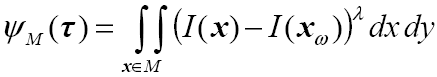 ψ_M(τ) = ∬_{x∈M} (I(x) − I(x_ω))^λ dx dy